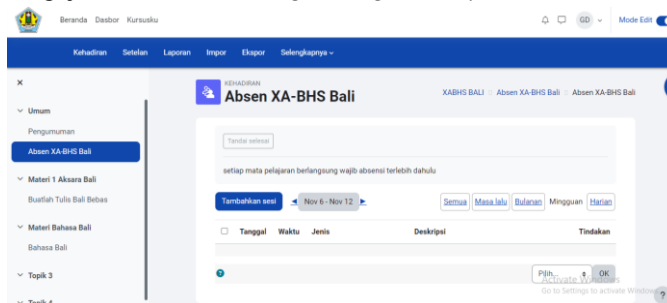 Beranda Dasbor Kursusku
GD
Mode Edit
Kehadiran Setelan Laporan Impor Ekspor Selengkapnya
Umum
Pengumuman
Absen XA-BHS Bali
Materi 1 Aksara Bali
Buatlah Tulis Bali Bebas
Materi Bahasa Bali
Bahasa Bali
Topik 3
KEHADIRAN
Absen XA-BHS Bali
XABHS BALI Absen XA-BHS Bali Absen XA-BHS Bali
Tandai selesai
setiap mata pelajaran berlangsung wajib absensi terlebih dahulu
Tambahkan sesi
Nov 6 - Nov 12
Semua Masa lalu Bulanan Mingguan Harian
Tanggal Waktu Jenis Deskripsi Tindakan
Pilih... OK
Activate Windows
Go to Settings to activate Windows